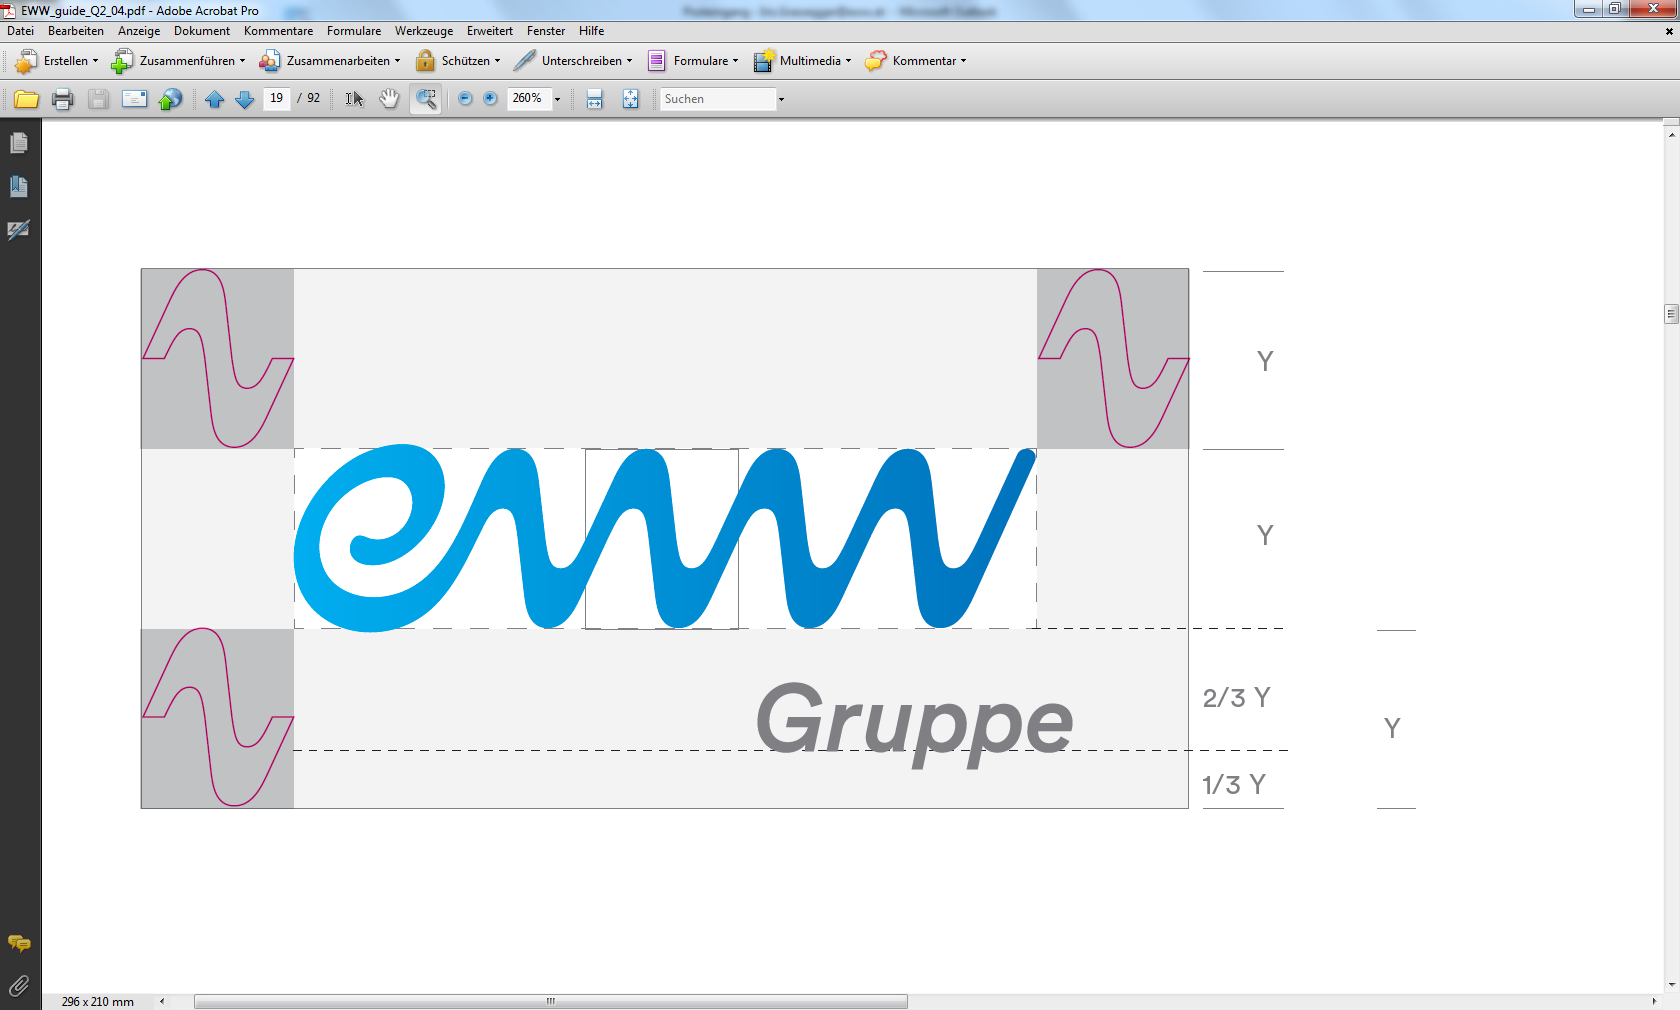 EWW_guide_Q2_04.pdf - Adobe Acrobat Pro
Datei Bearbeiten Anzeige Dokument Kommentare Formulare Werkzeuge Erweitert Fenster Hilfe
Erstellen Zusammenführen Zusammenarbeiten Schützen Unterschreiben Formulare Multimedia Kommentar
19 / 92 260% Suchen
Y
eww
Y
Gruppe
2/3 Y
Y
1/3 Y
296 x 210 mm